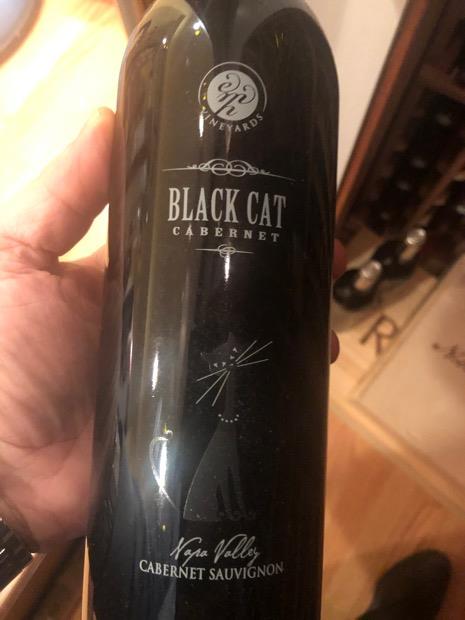 VINEYARDS
BLACK CAT
CABERNET
Napa Valley
CABERNET SAUVIGNON
R